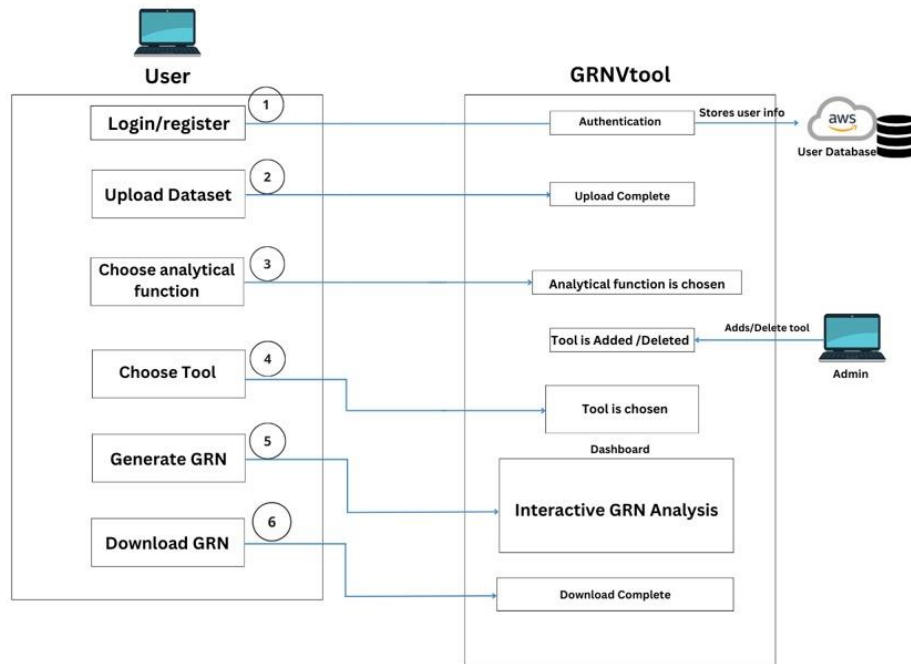 User
GRNVtool
1
Login/register
Authentication
Stores user info
aws
User Database
2
Upload Dataset
Upload Complete
3
Choose analytical
function
Analytical function is chosen
Tool is Added /Deleted
Adds/Delete tool
Admin
4
Choose Tool
Tool is chosen
5
Generate GRN
Dashboard
Interactive GRN Analysis
6
Download GRN
Download Complete